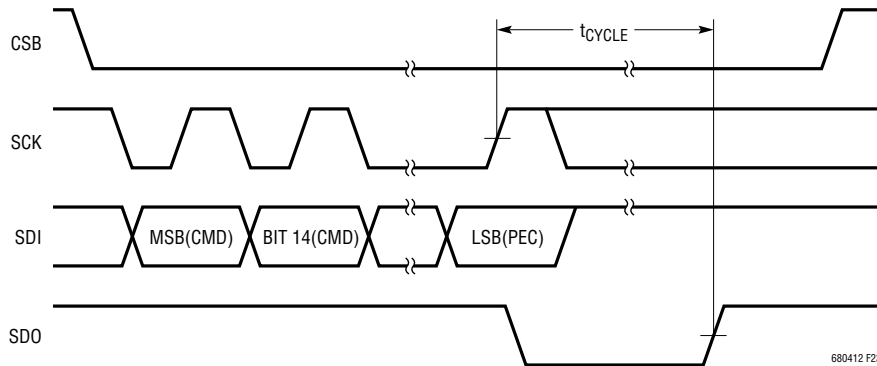 tCYCLE
CSB
SCK
SDI
MSB(CMD)
BIT 14(CMD)
LSB(PEC)
SDO